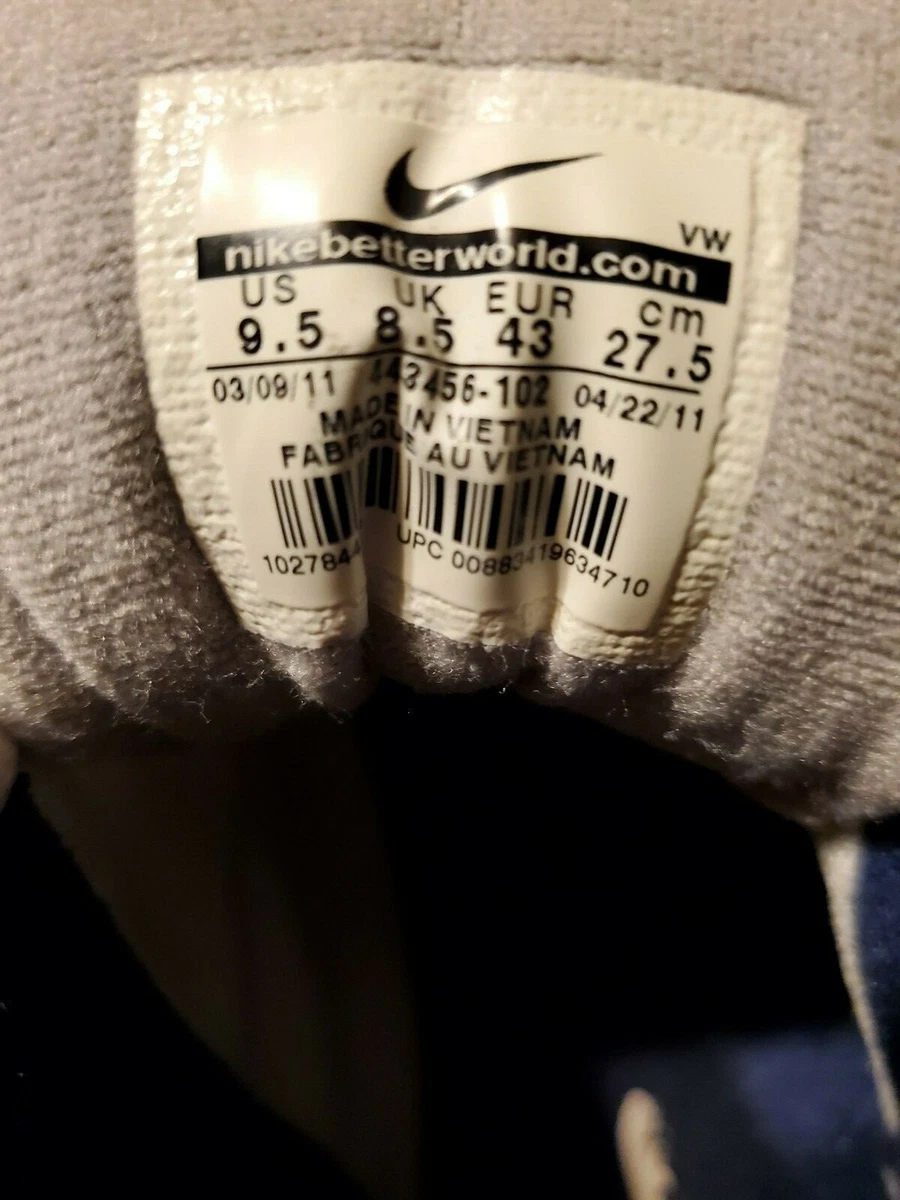 VW
nikebetterworld.com
US UK EUR cm
9.5 8.5 43 27.5
03/09/11 443456-102 04/22/11
MADE IN VIETNAM
FABRIQUE AU VIETNAM
UPC 00883419634710